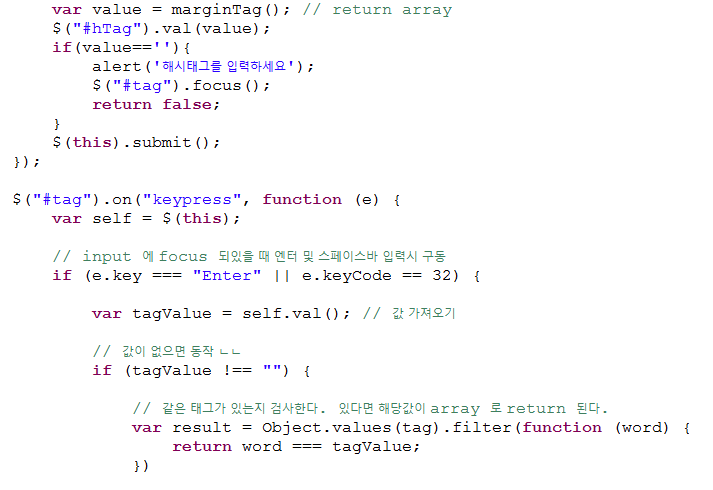 var value = marginTag(); // return array
$("#hTag").val(value);
if(value==''){
alert('해시태그를 입력하세요');
$("#tag").focus();
return false;
}
$(this).submit();
});
$("#tag").on("keypress", function (e) {
var self = $(this);
// input 에 focus 되있을 때 엔터 및 스페이스바 입력시 구동
if (e.key === "Enter" || e.keyCode == 32) {
var tagValue = self.val(); // 값 가져오기
// 값이 없으면 동작 ㄴㄴ
if (tagValue !== "") {
// 같은 태그가 있는지 검사한다. 있다면 해당값이 array 로 return 된다.
var result = Object.values(tag).filter(function (word) {
return word === tagValue;
})